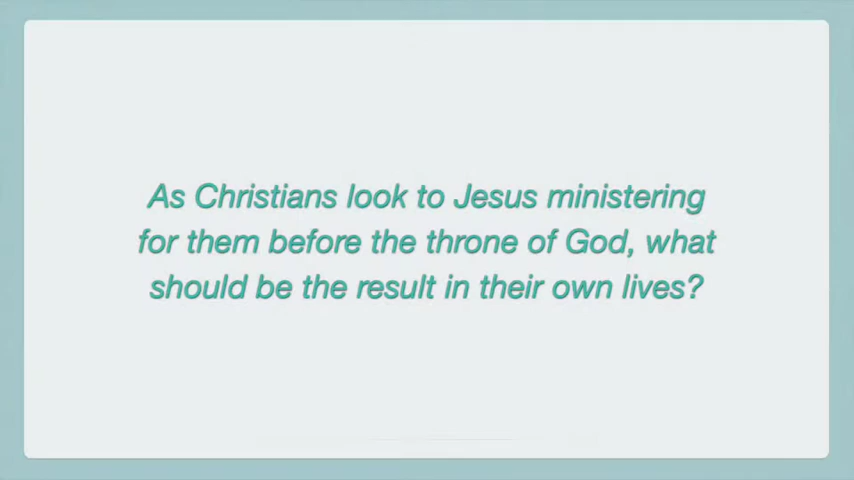 As Christians look to Jesus ministering
for them before the throne of God, what
should be the result in their own lives?